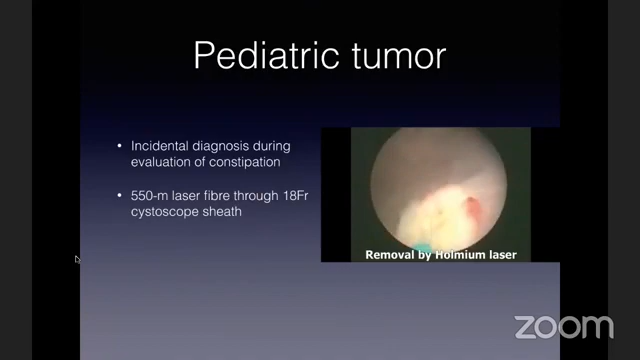 Pediatric tumor
• Incidental diagnosis during
evaluation of constipation
• 550-m laser fibre through 18Fr
cystoscope sheath
Removal by Holmium laser
zoom